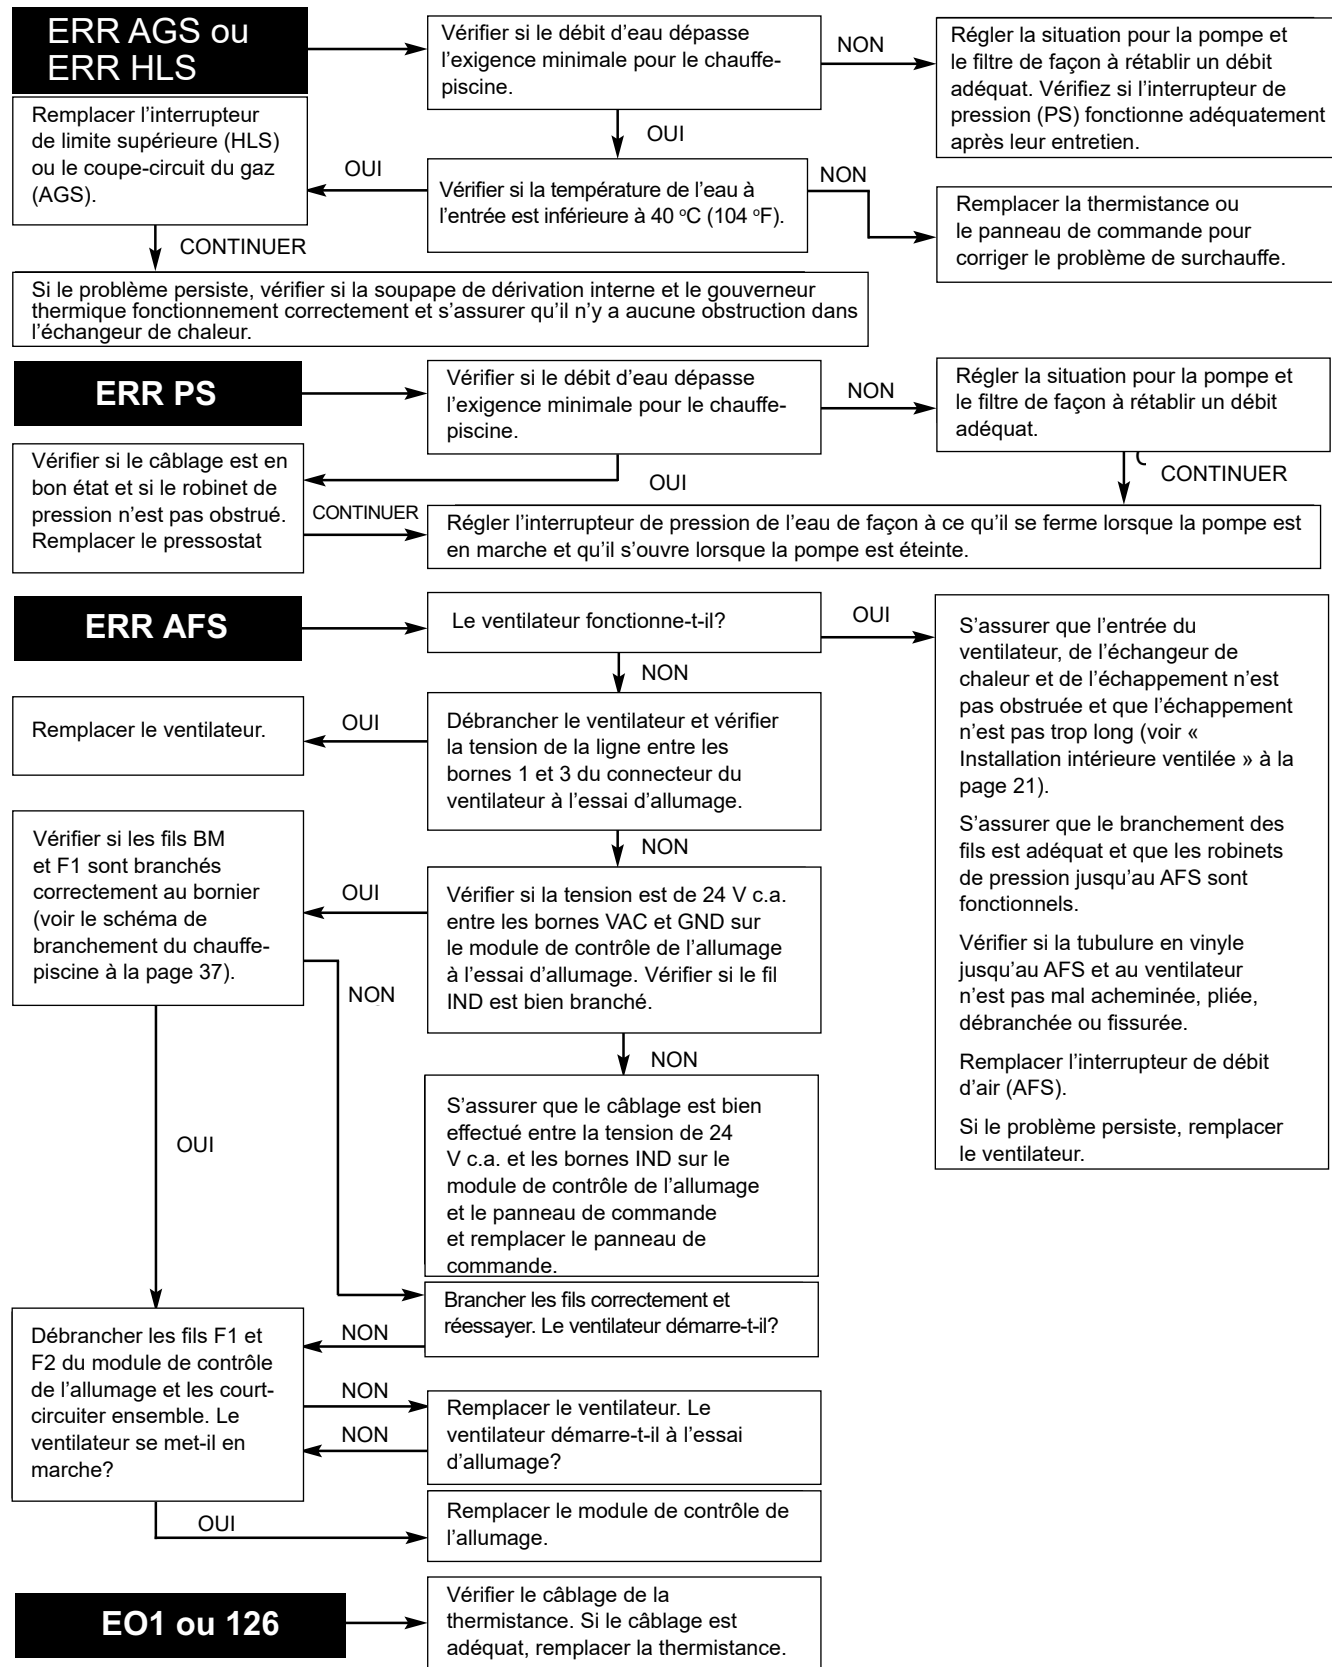 ERR AGS ou
ERR HLS
Vérifier si le débit d’eau dépasse
l’exigence minimale pour le chauffe-
piscine.
NON
Régler la situation pour la pompe et
le filtre de façon à rétablir un débit
adéquat. Vérifiez si l’interrupteur de
pression (PS) fonctionne adéquatement
après leur entretien.
Remplacer l’interrupteur
de limite supérieure (HLS)
ou le coupe-circuit du gaz
(AGS).
OUI
OUI
Vérifier si la température de l’eau à
l’entrée est inférieure à 40 °C (104 °F).
NON
Remplacer la thermistance ou
le panneau de commande pour
corriger le problème de surchauffe.
CONTINUER
Si le problème persiste, vérifier si la soupape de dérivation interne et le gouverneur
thermique fonctionnement correctement et s’assurer qu’il n’y a aucune obstruction dans
l’échangeur de chaleur.
ERR PS
Vérifier si le débit d’eau dépasse
l’exigence minimale pour le chauffe-
piscine.
NON
Régler la situation pour la pompe et
le filtre de façon à rétablir un débit
adéquat.
Vérifier si le câblage est en
bon état et si le robinet de
pression n’est pas obstrué.
Remplacer le pressostat
OUI
CONTINUER
CONTINUER
Régler l’interrupteur de pression de l’eau de façon à ce qu’il se ferme lorsque la pompe est
en marche et qu’il s’ouvre lorsque la pompe est éteinte.
ERR AFS
Le ventilateur fonctionne-t-il?
OUI
S’assurer que l’entrée du
ventilateur, de l’échangeur de
chaleur et de l’échappement n’est
pas obstruée et que l’échappement
n’est pas trop long (voir «
Installation intérieure ventilée » à la
page 21).
S’assurer que le branchement des
fils est adéquat et que les robinets
de pression jusqu’au AFS sont
fonctionnels.
Vérifier si la tubulure en vinyle
jusqu’au AFS et au ventilateur
n’est pas mal acheminée, pliée,
débranchée ou fissurée.
Remplacer l’interrupteur de débit
d’air (AFS).
Si le problème persiste, remplacer
le ventilateur.
NON
Remplacer le ventilateur.
OUI
Débrancher le ventilateur et vérifier
la tension de la ligne entre les
bornes 1 et 3 du connecteur du
ventilateur à l’essai d’allumage.
NON
Vérifier si les fils BM
et F1 sont branchés
correctement au bornier
(voir le schéma de
branchement du chauffe-
piscine à la page 37).
OUI
Vérifier si la tension est de 24 V c.a.
entre les bornes VAC et GND sur
le module de contrôle de l’allumage
à l’essai d’allumage. Vérifier si le fil
IND est bien branché.
NON
NON
S’assurer que le câblage est bien
effectué entre la tension de 24
V c.a. et les bornes IND sur le
module de contrôle de l’allumage
et le panneau de commande
et remplacer le panneau de
commande.
OUI
Brancher les fils correctement et
réessayer. Le ventilateur démarre-t-il?
NON
Débrancher les fils F1 et
F2 du module de contrôle
de l’allumage et les court-
circuiter ensemble. Le
ventilateur se met-il en
marche?
NON
NON
Remplacer le ventilateur. Le
ventilateur démarre-t-il à l’essai
d’allumage?
OUI
Remplacer le module de contrôle de
l’allumage.
EO1 ou 126
Vérifier le câblage de la
thermistance. Si le câblage est
adéquat, remplacer la thermistance.